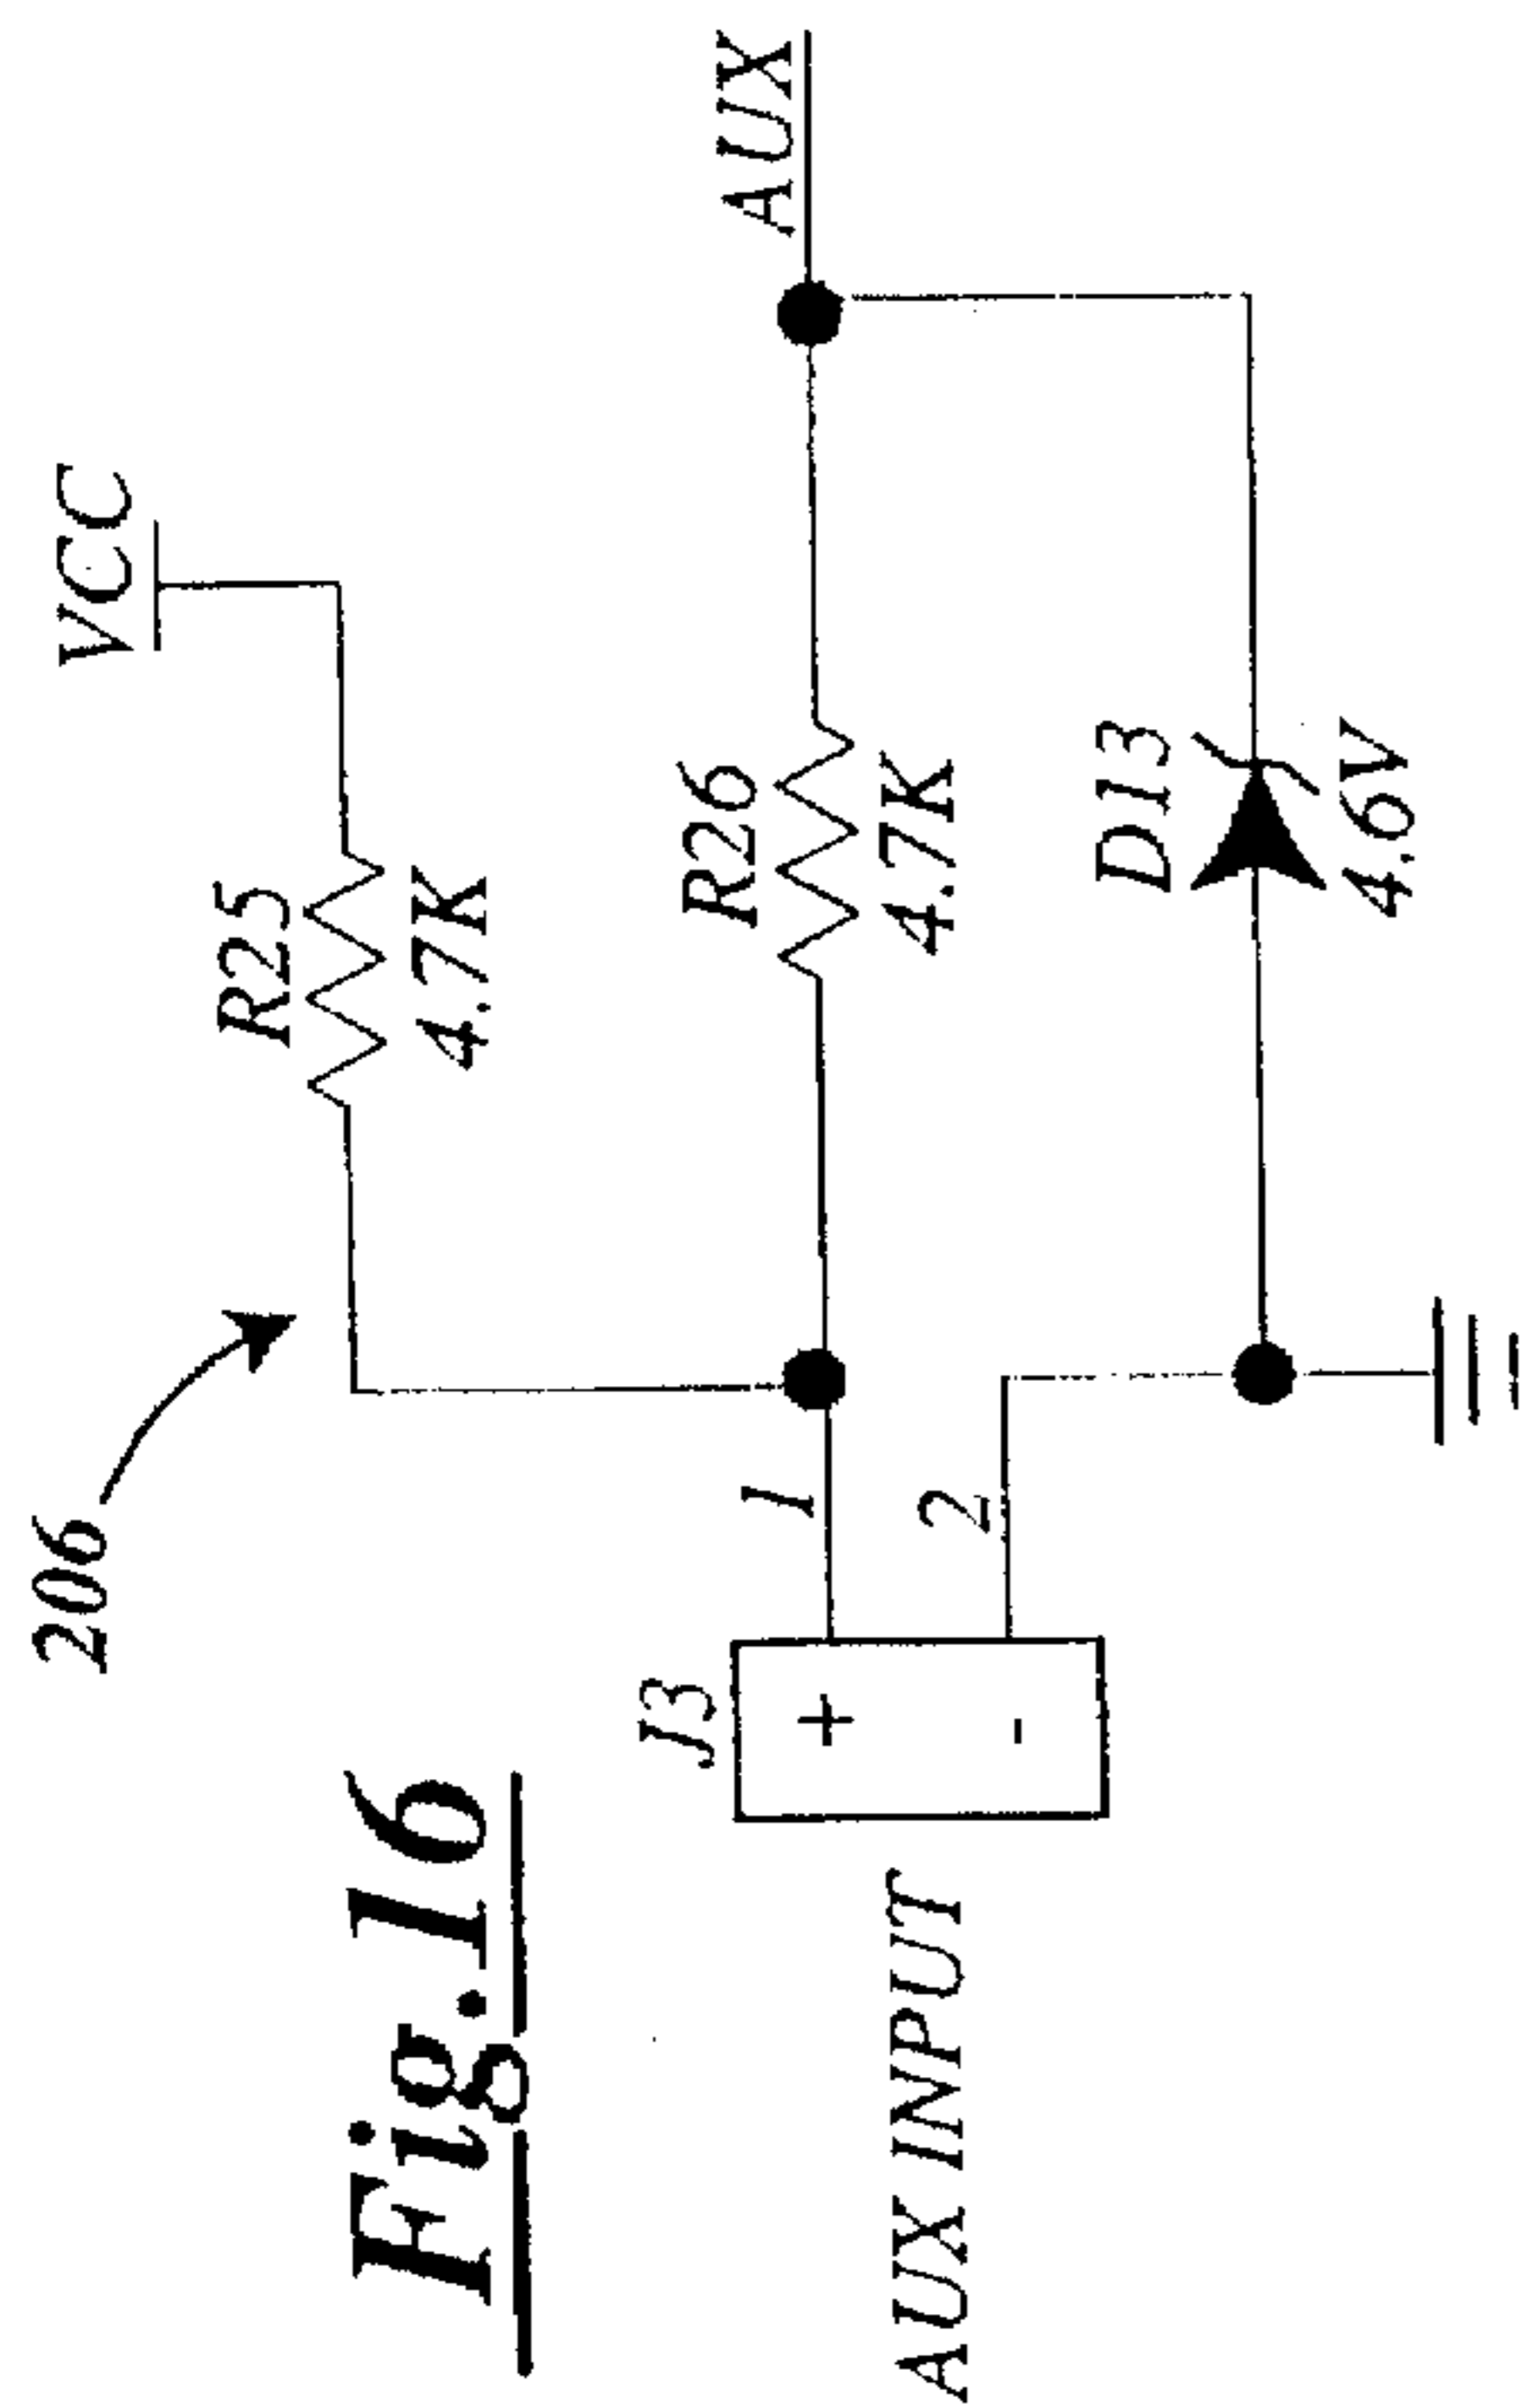 Fig.16
206
VCC
R25
4.7K
R26
4.7K
AUX
J3
1
2
+
-
AUX INPUT
D13
4.6V